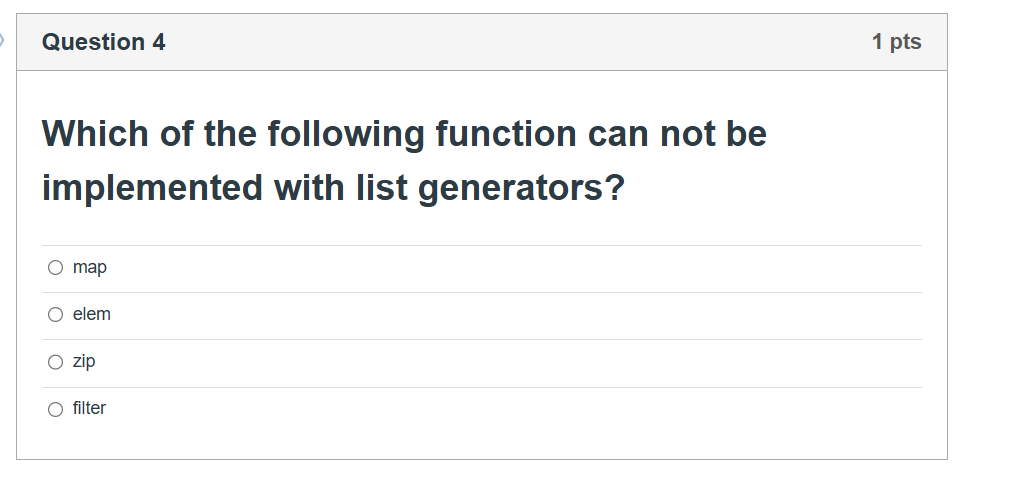 Question 4
1 pts
Which of the following function can not be
implemented with list generators?
map
elem
zip
filter